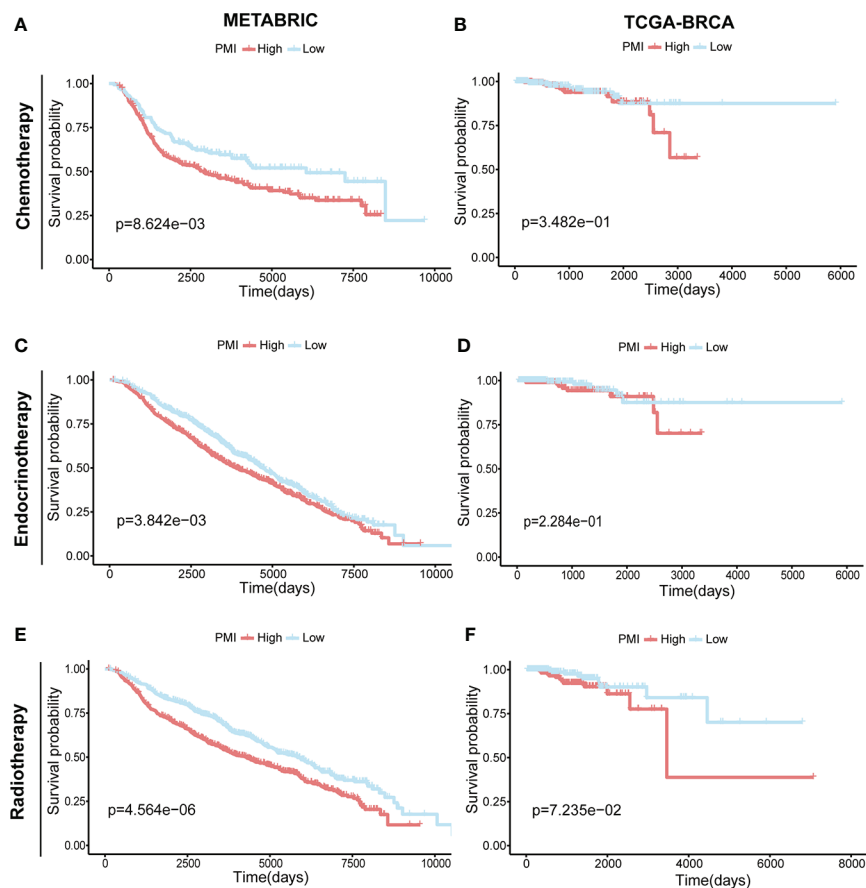 METABRIC
TCGA-BRCA
A
PMI High Low
Chemotherapy
Survival probability
1.00
0.75
0.50
0.25
0.00
p=8.624e−03
0 2500 5000 7500 10000
Time(days)
B
PMI High Low
Survival probability
1.00
0.75
0.50
0.25
0.00
p=3.482e−01
0 1000 2000 3000 4000 5000 6000
Time(days)
C
PMI High Low
Endocrinotherapy
Survival probability
1.00
0.75
0.50
0.25
0.00
p=3.842e−03
0 2500 5000 7500 10000
Time(days)
D
PMI High Low
Survival probability
1.00
0.75
0.50
0.25
0.00
p=2.284e−01
0 1000 2000 3000 4000 5000 6000
Time(days)
E
PMI High Low
Radiotherapy
Survival probability
1.00
0.75
0.50
0.25
0.00
p=4.564e−06
0 2500 5000 7500 10000
Time(days)
F
PMI High Low
Survival probability
1.00
0.75
0.50
0.25
0.00
p=7.235e−02
0 1000 2000 3000 4000 5000 6000 7000 8000
Time(days)